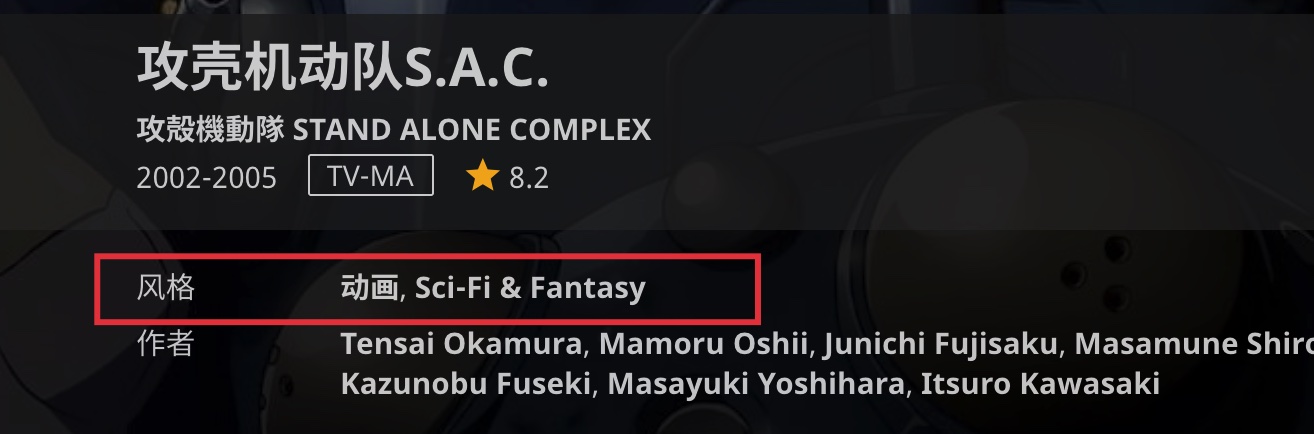 攻壳机动队S.A.C.
攻殻機動隊 STAND ALONE COMPLEX
2002-2005 TV-MA 8.2
风格 动画, Sci-Fi & Fantasy
作者 Tensai Okamura, Mamoru Oshii, Junichi Fujisaku, Masamune Shiro
Kazunobu Fuseki, Masayuki Yoshihara, Itsuro Kawasaki